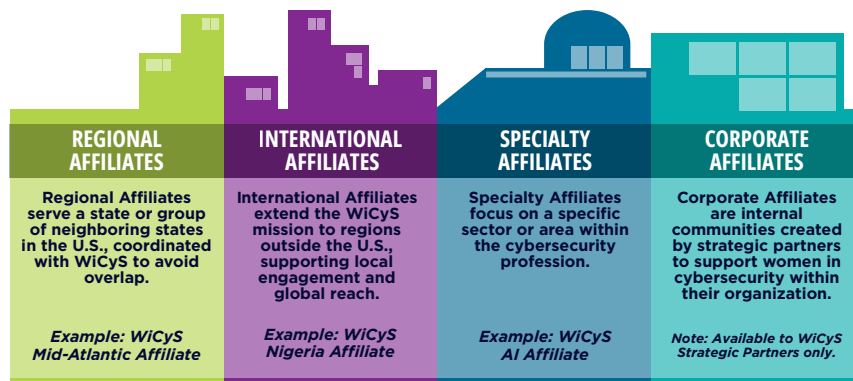 REGIONAL
AFFILIATES
Regional Affiliates
serve a state or group
of neighboring states
in the U.S., coordinated
with WiCyS to avoid
overlap.
Example: WiCyS
Mid-Atlantic Affiliate
INTERNATIONAL
AFFILIATES
International Affiliates
extend the WiCyS
mission to regions
outside the U.S.,
supporting local
engagement and
global reach.
Example: WiCyS
Nigeria Affiliate
SPECIALTY
AFFILIATES
Specialty Affiliates
focus on a specific
sector or area within
the cybersecurity
profession.
Example: WiCyS
AI Affiliate
CORPORATE
AFFILIATES
Corporate Affiliates
are internal
communities created
by strategic partners
to support women in
cybersecurity within
their organization.
Note: Available to WiCyS
Strategic Partners only.